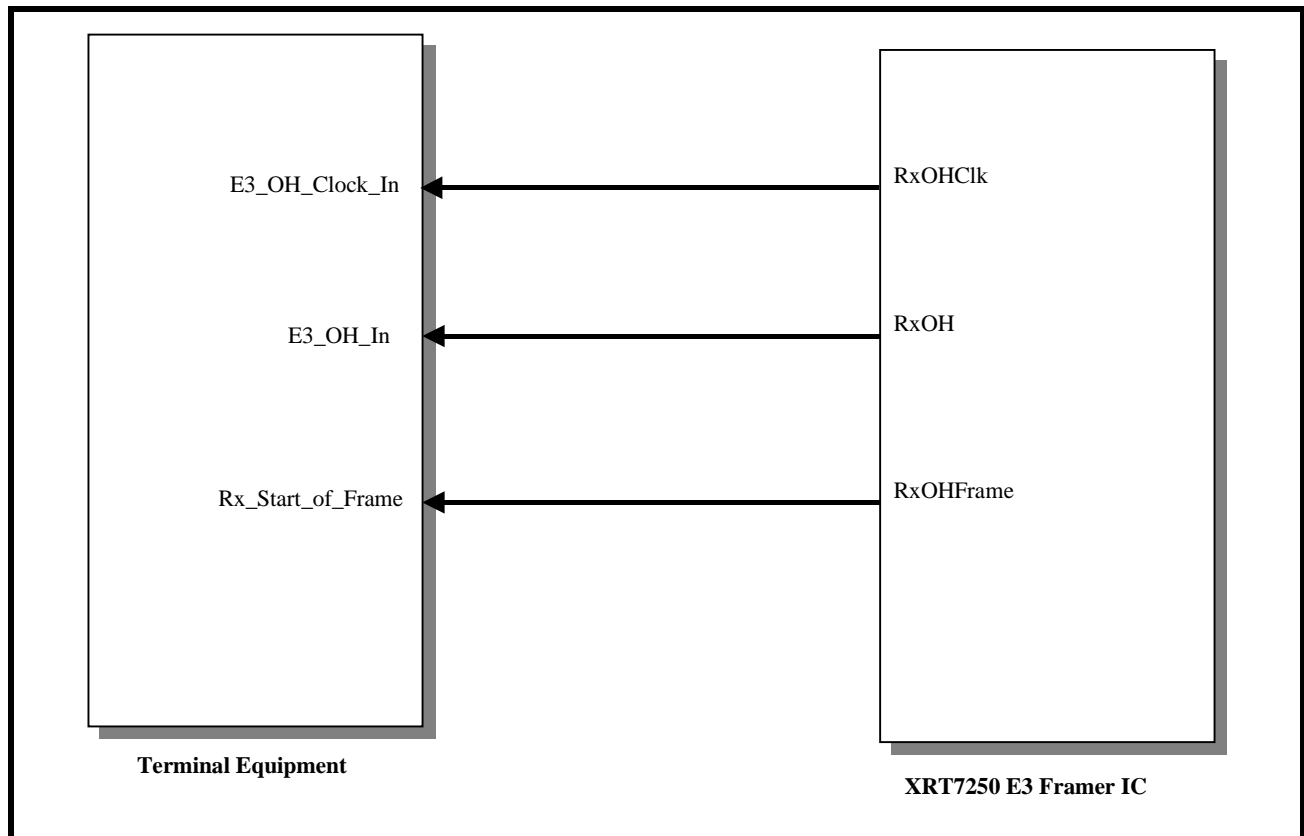 E3_OH_Clock_In
RxOHClk
E3_OH_In
RxOH
Rx_Start_of_Frame
RxOHFrame
Terminal Equipment
XRT7250 E3 Framer IC